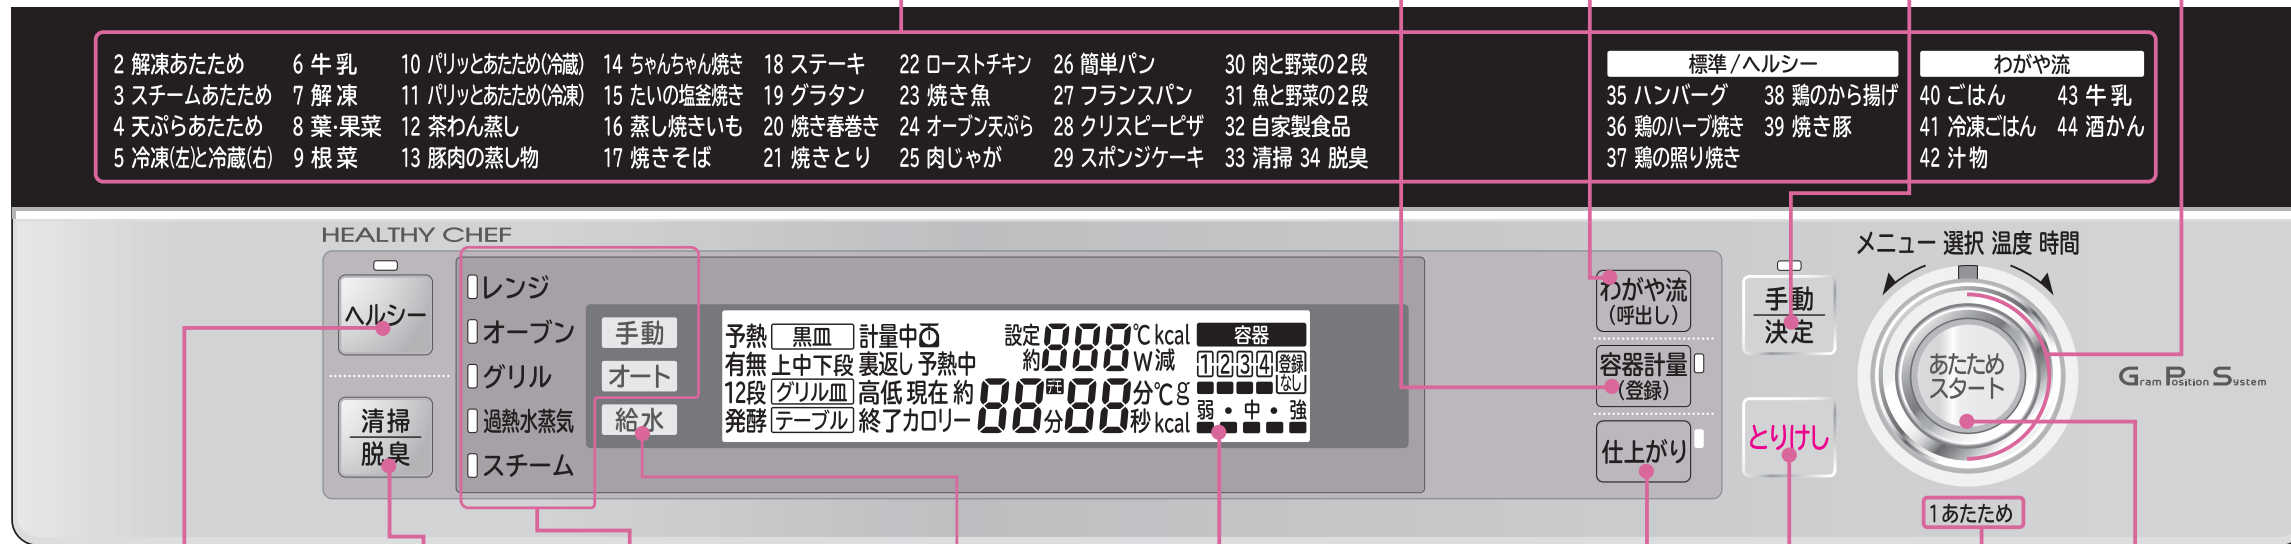 2 解凍あたため
3 スチームあたため
4 天ぷらあたため
5 冷凍(左)と冷蔵(右)
6 牛乳
7 解凍
8 葉・果菜
9 根菜
10 パリッとあたため(冷蔵)
11 パリッとあたため(冷凍)
12 茶わん蒸し
13 豚肉の蒸し物
14 ちゃんちゃん焼き
15 たいの塩釜焼き
16 蒸し焼きいも
17 焼きそば
18 ステーキ
19 グラタン
20 焼き春巻き
21 焼きとり
22 ローストチキン
23 焼き魚
24 オーブン天ぷら
25 肉じゃが
26 簡単パン
27 フランスパン
28 クリスピーピザ
29 スポンジケーキ
30 肉と野菜の2段
31 魚と野菜の2段
32 自家製食品
33 清掃 34 脱臭
標準/ヘルシー
35 ハンバーグ
36 鶏のハーブ焼き
37 鶏の照り焼き
38 鶏のから揚げ
39 焼き豚
わがや流
40 ごはん
41 冷凍ごはん
42 汁物
43 牛乳
44 酒かん
HEALTHY CHEF
ヘルシー
清掃
脱臭
レンジ
オーブン
グリル
過熱水蒸気
スチーム
手動
オート
給水
予熱 黒皿 計量中 設定888℃kcal 容器
有無 上中下段 裏返し 予熱中 約888W減 1234 登録なし
12段 グリル皿 高低 現在 約 88 デモ 88分℃g
発酵 テーブル 終了カロリー 88分88秒kcal 弱・中・強
わがや流
(呼出し)
容器計量
(登録)
仕上がり
手動
決定
とりけし
メニュー 選択 温度 時間
あたため
スタート
Gram Position System
1あたため